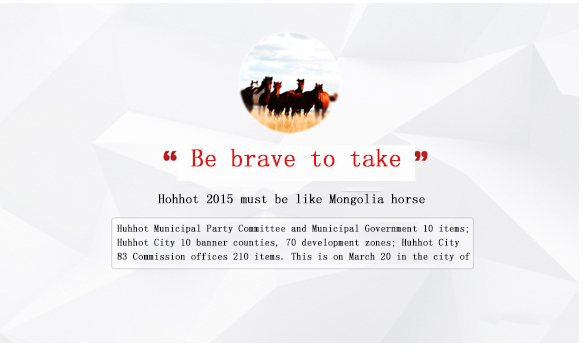 “ Be brave to take ”
Hohhot 2015 must be like Mongolia horse
Huhhot Municipal Party Committee and Municipal Government 10 items;
Huhhot City 10 banner counties, 70 development zones; Huhhot City
83 Commission offices 210 items. This is on March 20 in the city of